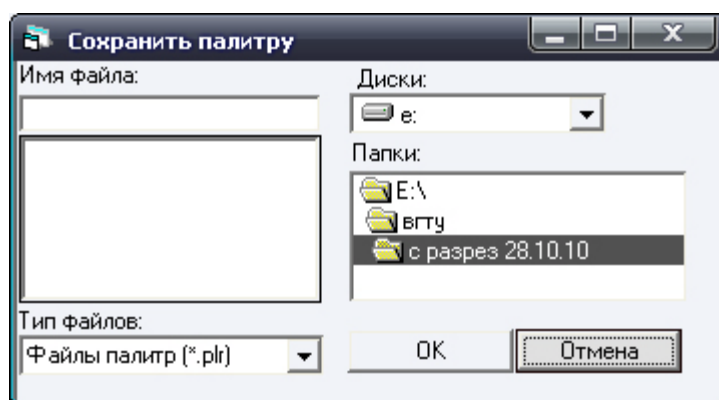 Сохранить палитру
Имя файла:
Диски:
e:
Папки:
E:\
вгту
с разрез 28.10.10
Тип файлов:
Файлы палитр (*.plr)
OK
Отмена